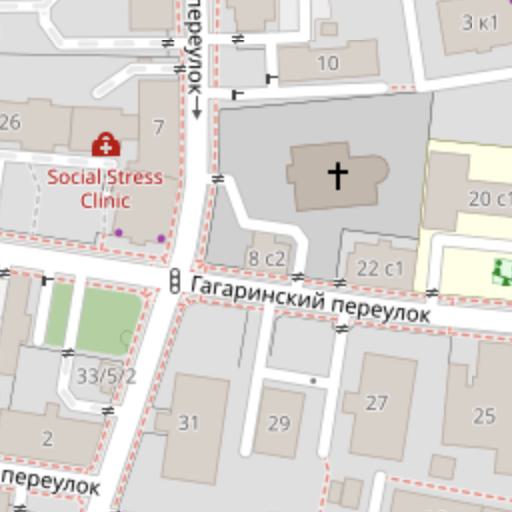 переулок
3 к1
10
26
7
Social Stress
Clinic
20 с1
8 с2
22 с1
Гагаринский переулок
33/5/2
31
29
27
25
2
переулок